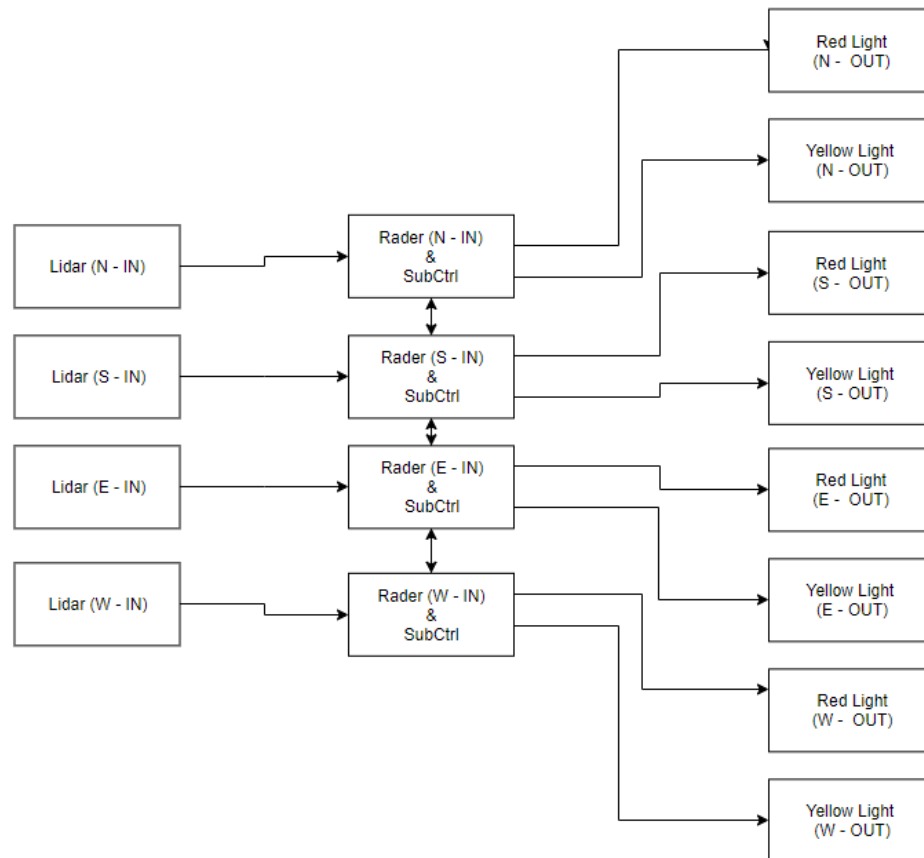 Red Light
(N -  OUT)
Yellow Light
(N - OUT)
Lidar (N - IN)
Rader (N - IN)
&
SubCtrl
Red Light
(S -  OUT)
Lidar (S - IN)
Rader (S - IN)
&
SubCtrl
Yellow Light
(S - OUT)
Lidar (E - IN)
Rader (E - IN)
&
SubCtrl
Red Light
(E -  OUT)
Lidar (W - IN)
Rader (W - IN)
&
SubCtrl
Yellow Light
(E - OUT)
Red Light
(W -  OUT)
Yellow Light
(W - OUT)